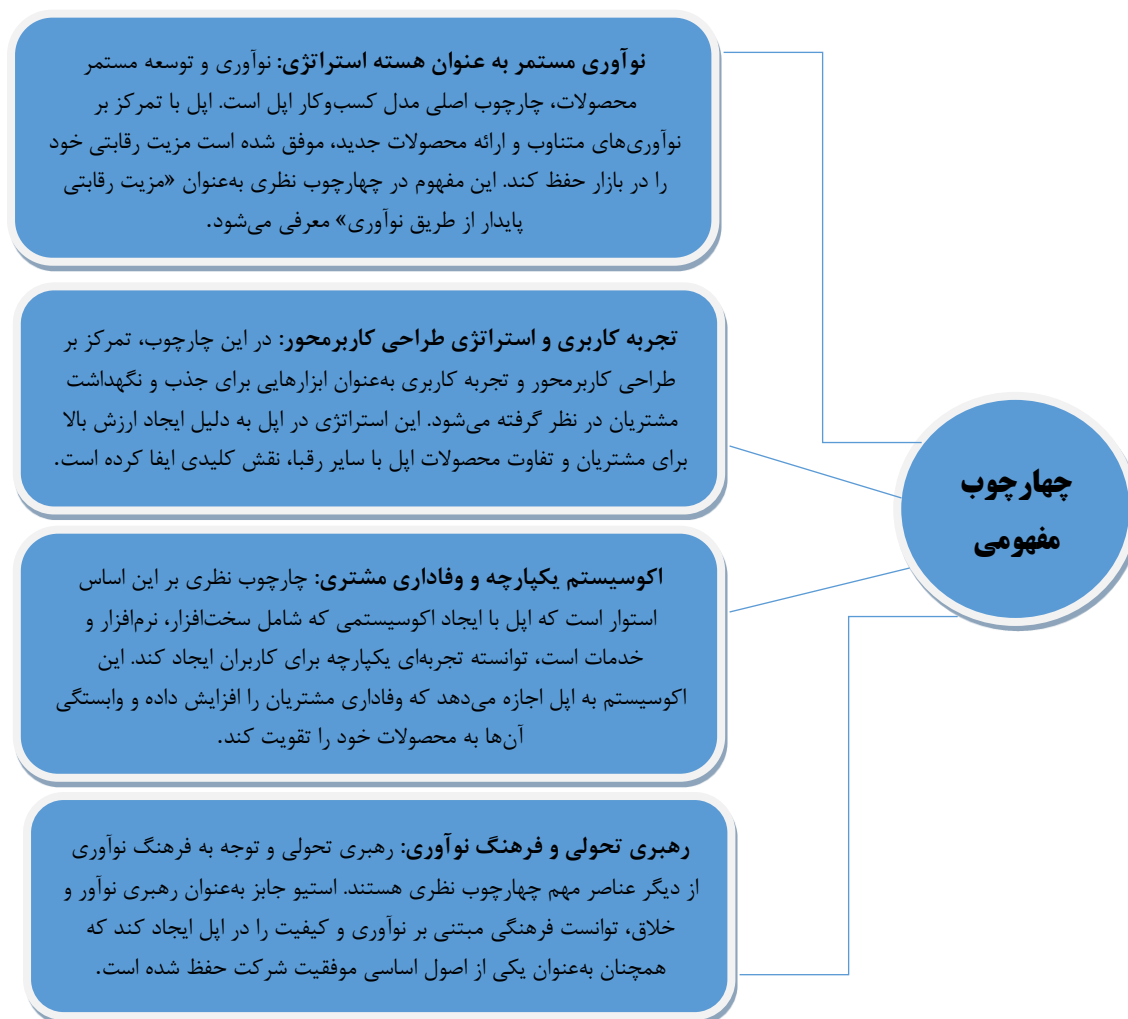 نوآوری مستمر به عنوان هسته استراتژی: نوآوری و توسعه مستمر
محصولات، چارچوب اصلی مدل کسب‌وکار اپل است. اپل با تمرکز بر
نوآوری‌های متناوب و ارائه محصولات جدید، موفق شده است مزیت رقابتی خود
را در بازار حفظ کند. این مفهوم در چهارچوب نظری به‌عنوان «مزیت رقابتی
پایدار از طریق نوآوری» معرفی می‌شود.
تجربه کاربری و استراتژی طراحی کاربرمحور: در این چارچوب، تمرکز بر
طراحی کاربرمحور و تجربه کاربری به‌عنوان ابزارهایی برای جذب و نگهداشت
مشتریان در نظر گرفته می‌شود. این استراتژی در اپل به دلیل ایجاد ارزش بالا
برای مشتریان و تفاوت محصولات اپل با سایر رقبا، نقش کلیدی ایفا کرده است.
چهارچوب
مفهومی
اکوسیستم یکپارچه و وفاداری مشتری: چارچوب نظری بر این اساس
استوار است که اپل با ایجاد اکوسیستمی که شامل سخت‌افزار، نرم‌افزار و
خدمات است، توانسته تجربه‌ای یکپارچه برای کاربران ایجاد کند. این
اکوسیستم به اپل اجازه می‌دهد که وفاداری مشتریان را افزایش داده و وابستگی
آن‌ها به محصولات خود را تقویت کند.
رهبری تحولی و فرهنگ نوآوری: رهبری تحولی و توجه به فرهنگ نوآوری
از دیگر عناصر مهم چهارچوب نظری هستند. استیو جابز به‌عنوان رهبری نوآور و
خلاق، توانست فرهنگی مبتنی بر نوآوری و کیفیت را در اپل ایجاد کند که
همچنان به‌عنوان یکی از اصول اساسی موفقیت شرکت حفظ شده است.